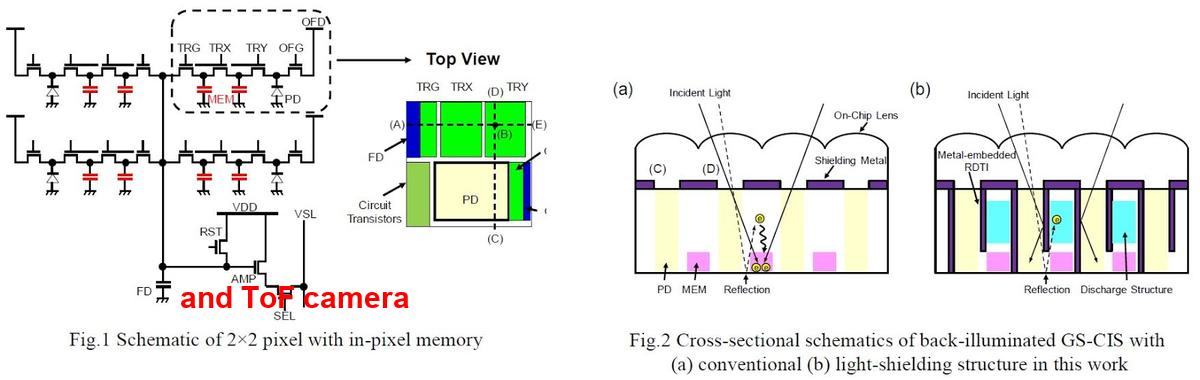 OFD
TRG TRX TRY OFG
MEM
PD
VDD
VSL
RST
AMP
FD
SEL
and ToF camera
Top View
TRG TRX TRY
(D)
(A) (E)
(B)
FD
Circuit
Transistors
PD
(C)
Fig.1 Schematic of 2×2 pixel with in-pixel memory
(a)
Incident Light
On-Chip Lens
(C) (D)
Shielding Metal
e
e e
PD MEM Reflection
(b)
Incident Light
Metal-embedded
RDTI
e
Reflection Discharge Structure
Fig.2 Cross-sectional schematics of back-illuminated GS-CIS with
(a) conventional (b) light-shielding structure in this work